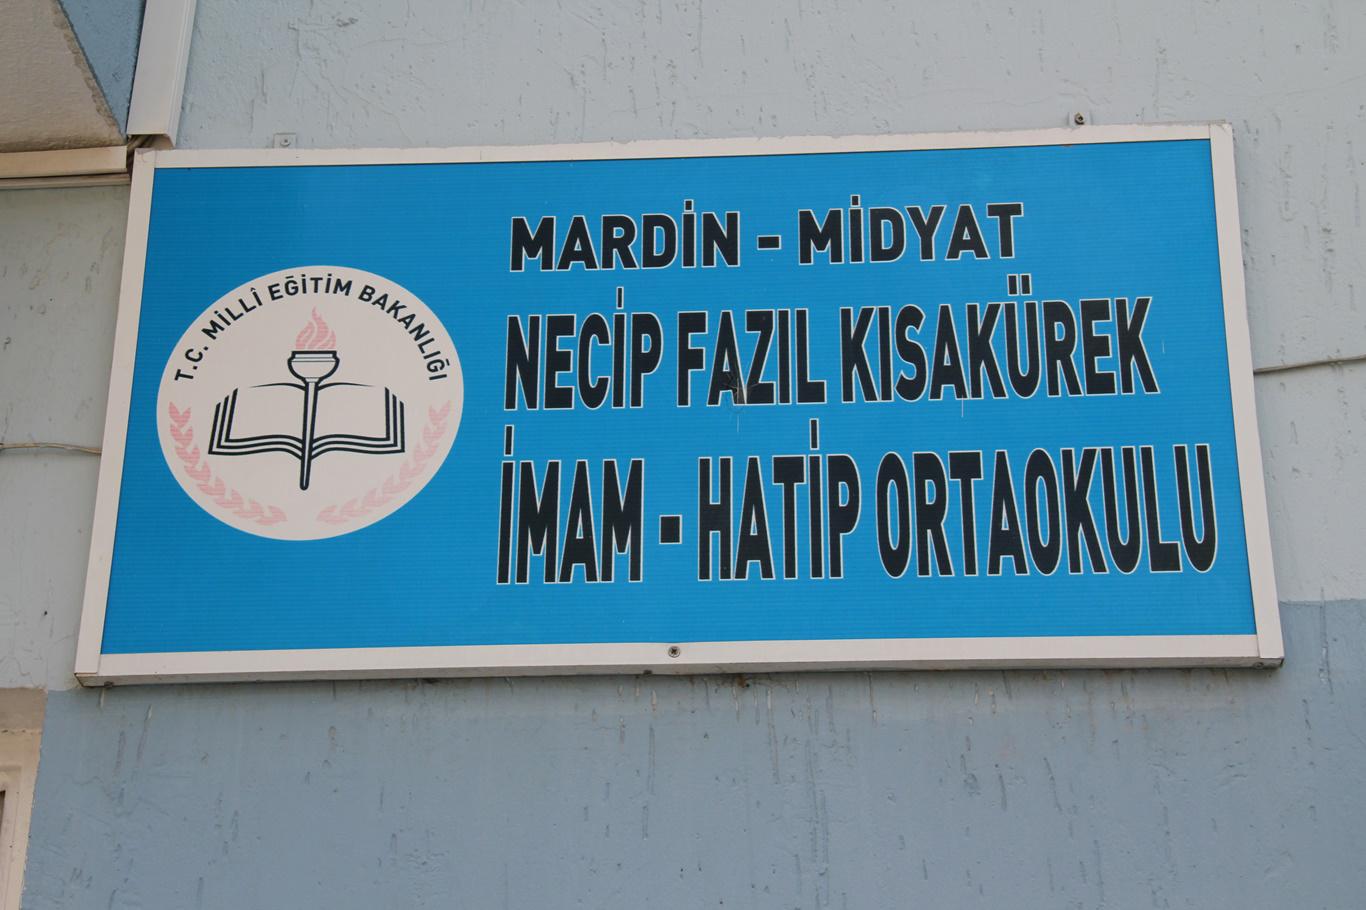 T.C. MİLLÎ EĞİTİM BAKANLIĞI
MARDİN - MİDYAT
NECİP FAZIL KISAKÜREK
İMAM - HATİP ORTAOKULU